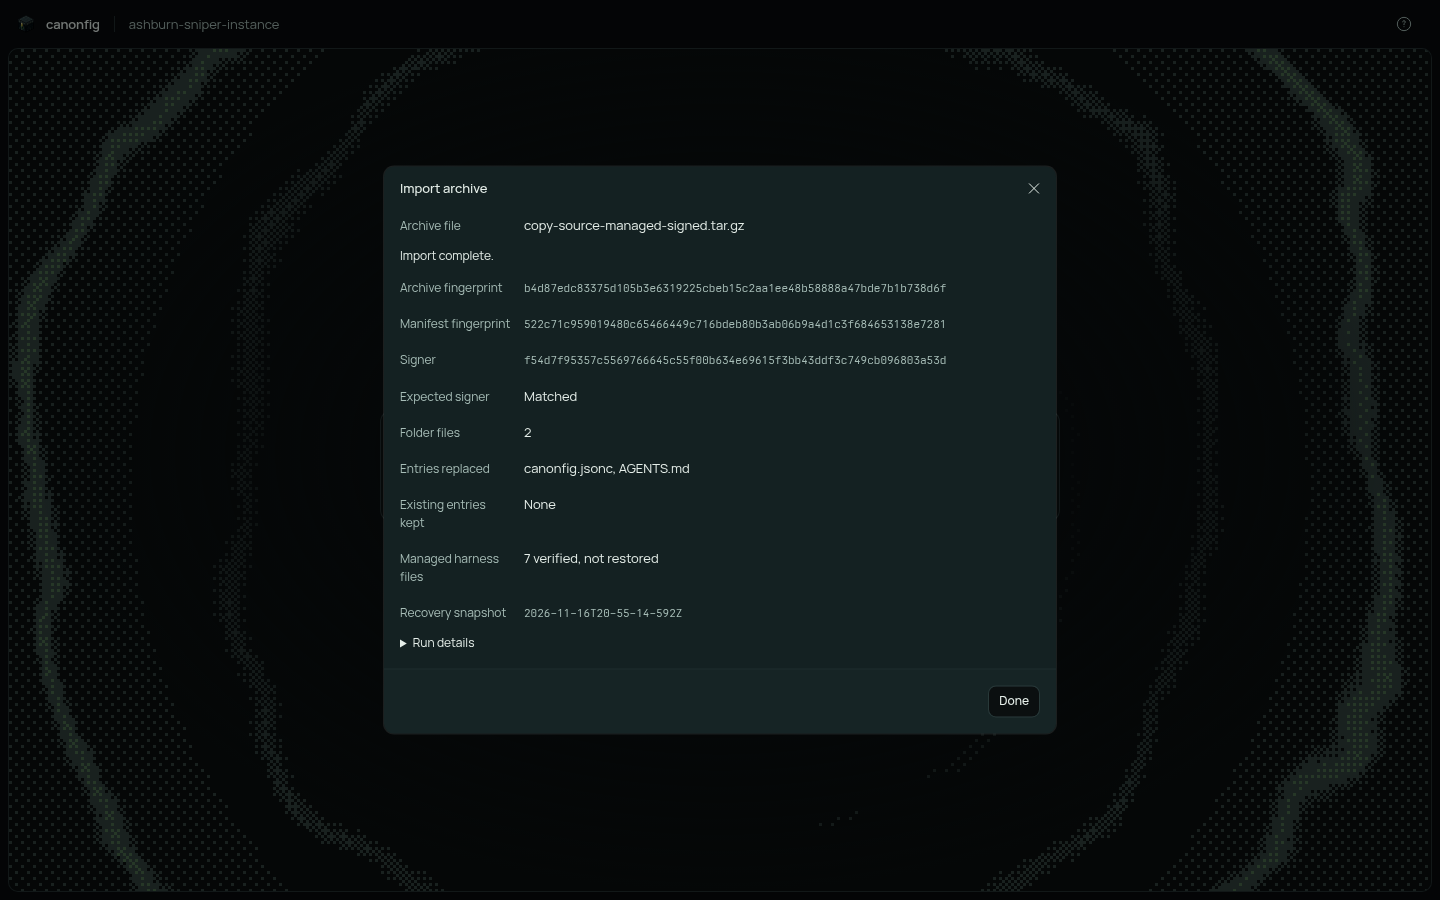 canonfig
ashburn-sniper-instance
Import archive
Archive file copy-source-managed-signed.tar.gz
Import complete.
Archive fingerprint b4d87edc83375d105b3e6319225cbeb15c2aa1ee48b58888a47bde7b1b738d6f
Manifest fingerprint 522c71c959019480c65466449c716bdeb80b3ab06b9a4d1c3f684653138e7281
Signer f54d7f95357c5569766645c55f00b634e69615f3bb43ddf3c749cb096803a53d
Expected signer Matched
Folder files 2
Entries replaced canonfig.jsonc, AGENTS.md
Existing entries None
kept
Managed harness 7 verified, not restored
files
Recovery snapshot 2026-11-16T20-55-14-592Z
Run details
Done